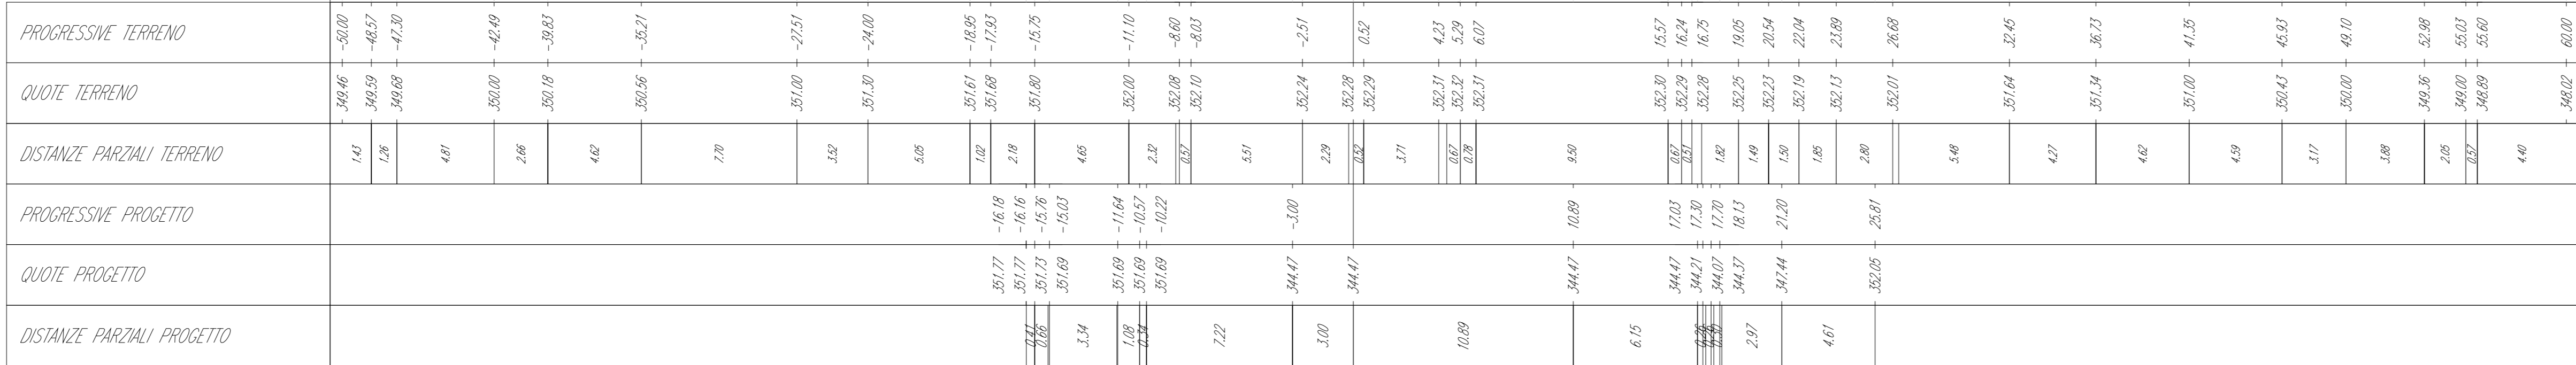 PROGRESSIVE TERRENO -50.00 -48.57 -47.30 -42.49 -39.83 -35.21 -27.51 -24.00 -18.95 -17.93 -15.75 -11.10 -8.60 -8.03 -2.51 0.52 4.23 5.29 6.07 15.57 16.24 16.75 19.05 20.54 22.04 23.89 26.68 32.45 36.73 41.35 45.93 49.10 52.98 55.03 55.60 60.00
QUOTE TERRENO 349.46 349.59 349.68 350.00 350.18 350.56 351.00 351.30 351.61 351.68 351.80 352.00 352.08 352.10 352.24 352.28 352.29 352.31 352.32 352.31 352.30 352.29 352.28 352.25 352.23 352.19 352.13 352.01 351.64 351.34 351.00 350.43 350.00 349.36 349.00 348.89 348.02
DISTANZE PARZIALI TERRENO 1.43 1.26 4.81 2.66 4.62 7.70 3.52 5.05 1.02 2.18 4.65 2.32 0.57 5.51 2.29 0.52 3.71 0.67 0.78 9.50 0.67 0.51 1.82 1.49 1.50 1.85 2.80 5.48 4.27 4.62 4.59 3.17 3.88 2.05 0.57 4.40
PROGRESSIVE PROGETTO -16.18 -16.16 -15.76 -15.03 -11.64 -10.57 -10.22 -3.00 10.89 17.03 17.30 17.70 18.13 21.20 25.81
QUOTE PROGETTO 351.77 351.77 351.73 351.69 351.69 351.69 351.69 344.47 344.47 344.47 344.47 344.21 344.07 344.37 347.44 352.05
DISTANZE PARZIALI PROGETTO 0.41 0.66 3.34 1.08 0.34 7.22 3.00 10.89 6.15 0.26 0.30 2.97 4.61